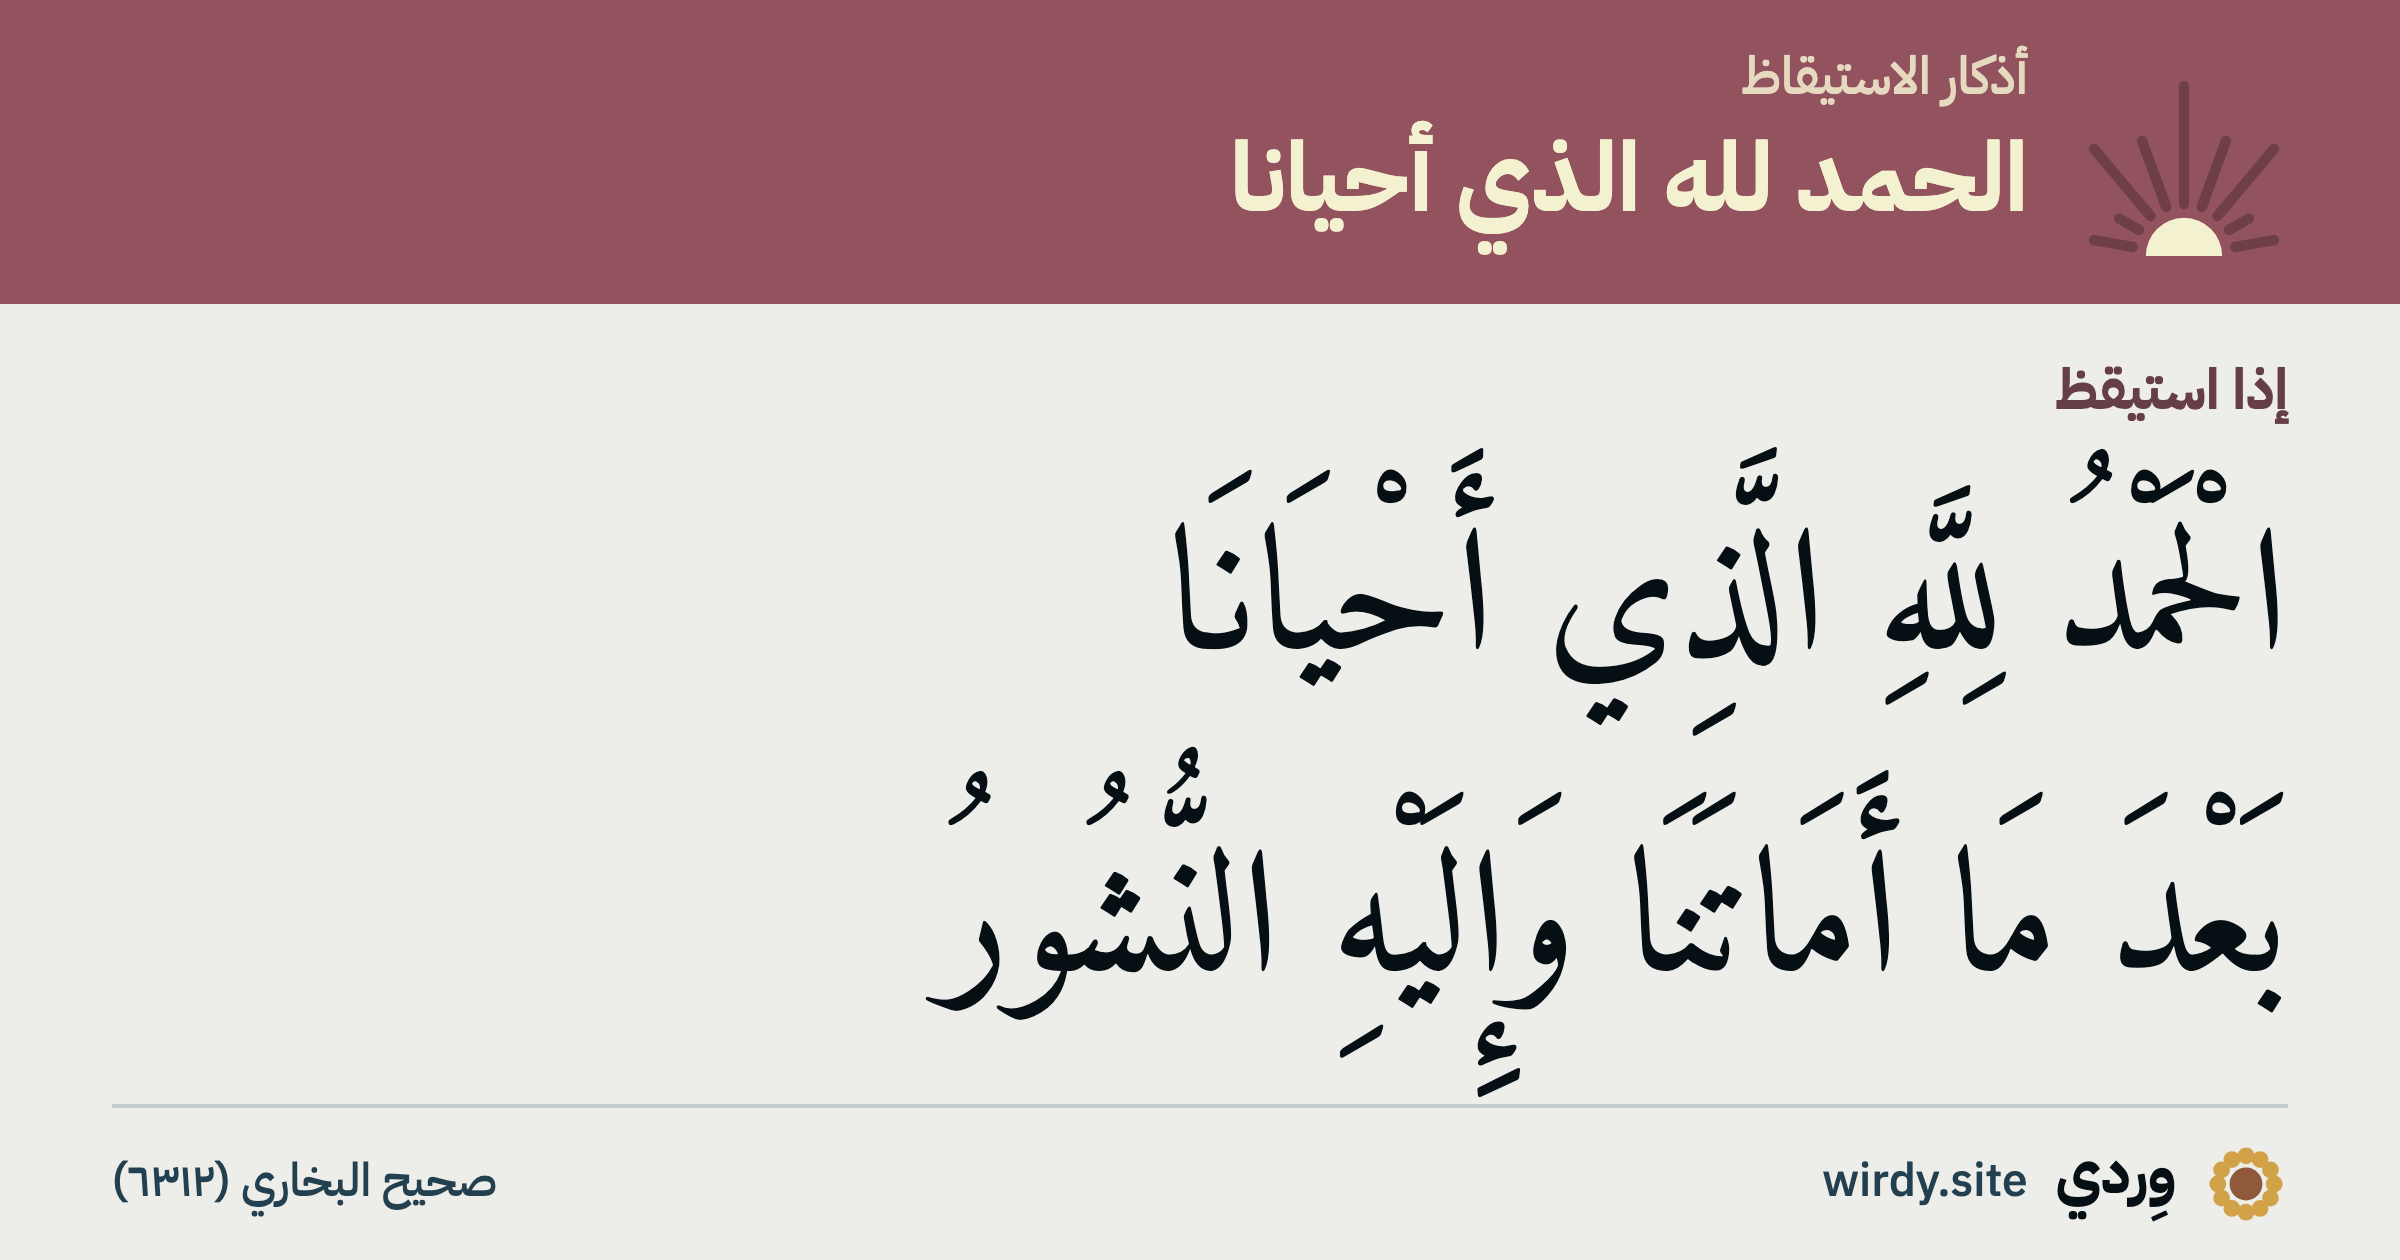 أذكار الاستيقاظ
الحمد لله الذي أحيانا
إذا استيقظ
الْحَمْدُ لِلَّهِ الَّذِي أَحْيَانَا
بَعْدَ مَا أَمَاتَنَا وَإِلَيْهِ النُّشُورُ
وِردي wirdy.site
صحيح البخاري (٦٣١٢)